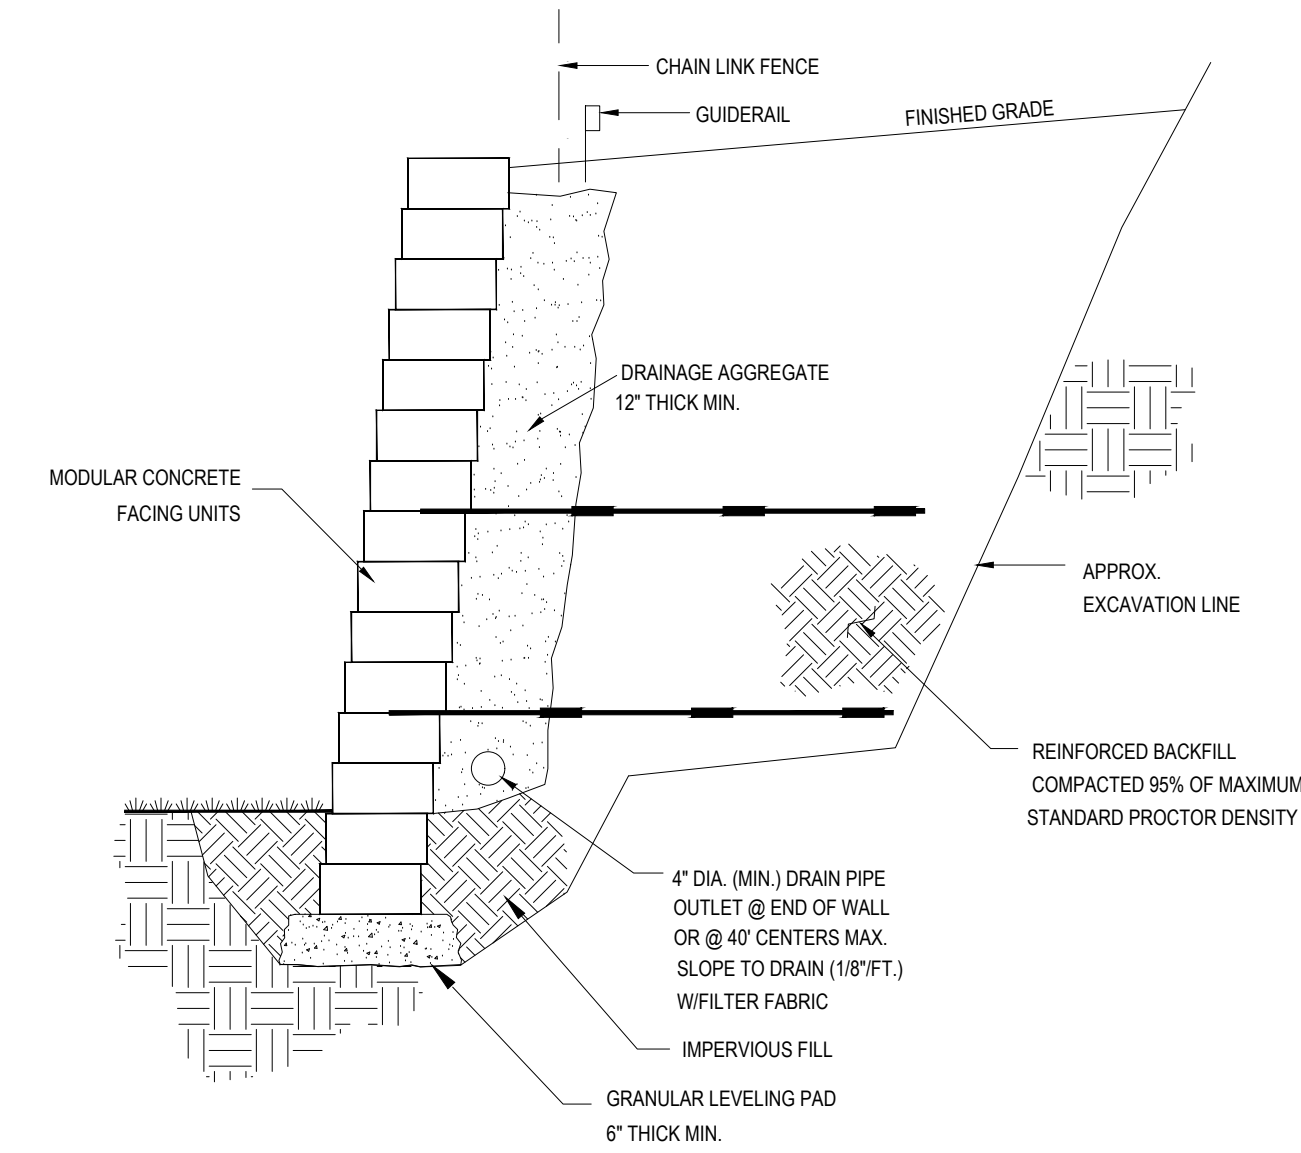 CHAIN LINK FENCE
GUIDERAIL
FINISHED GRADE
DRAINAGE AGGREGATE
12" THICK MIN.
MODULAR CONCRETE
FACING UNITS
APPROX.
EXCAVATION LINE
REINFORCED BACKFILL
COMPACTED 95% OF MAXIMUM
STANDARD PROCTOR DENSITY
4" DIA. (MIN.) DRAIN PIPE
OUTLET @ END OF WALL
OR @ 40' CENTERS MAX.
SLOPE TO DRAIN (1/8"/FT.)
W/FILTER FABRIC
IMPERVIOUS FILL
GRANULAR LEVELING PAD
6" THICK MIN.